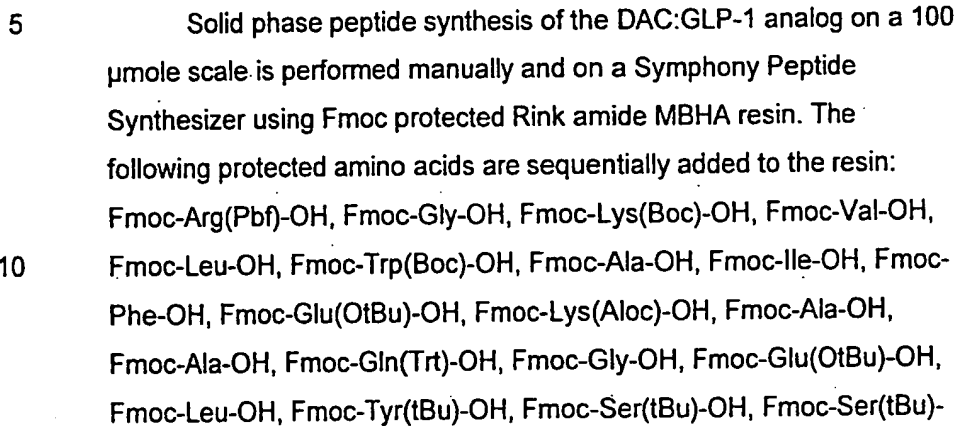 5 Solid phase peptide synthesis of the DAC:GLP-1 analog on a 100
µmole scale is performed manually and on a Symphony Peptide
Synthesizer using Fmoc protected Rink amide MBHA resin. The
following protected amino acids are sequentially added to the resin:
Fmoc-Arg(Pbf)-OH, Fmoc-Gly-OH, Fmoc-Lys(Boc)-OH, Fmoc-Val-OH,
10 Fmoc-Leu-OH, Fmoc-Trp(Boc)-OH, Fmoc-Ala-OH, Fmoc-Ile-OH, Fmoc-
Phe-OH, Fmoc-Glu(OtBu)-OH, Fmoc-Lys(Aloc)-OH, Fmoc-Ala-OH,
Fmoc-Ala-OH, Fmoc-Gln(Trt)-OH, Fmoc-Gly-OH, Fmoc-Glu(OtBu)-OH,
Fmoc-Leu-OH, Fmoc-Tyr(tBu)-OH, Fmoc-Ser(tBu)-OH, Fmoc-Ser(tBu)-